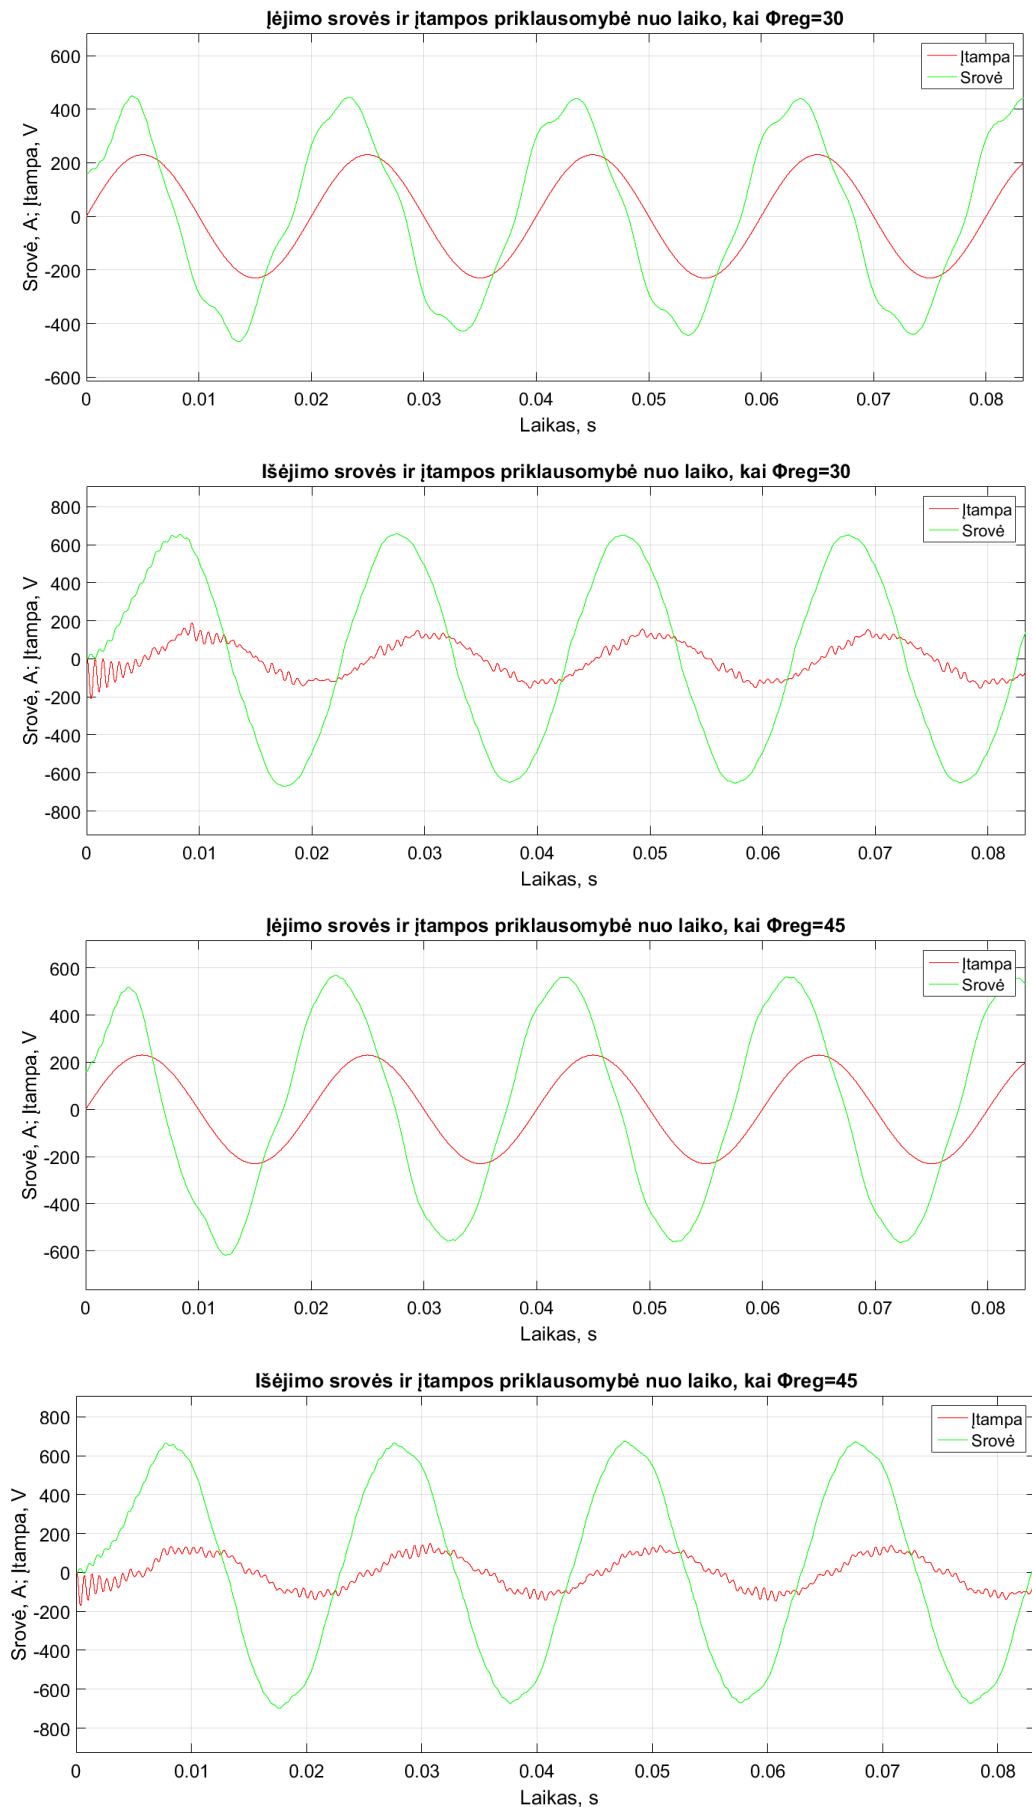 Įėjimo srovės ir įtampos priklausomybė nuo laiko, kai Φreg=30
Įtampa
Srovė
600
400
200
0
-200
-400
-600
Srovė, A; Įtampa, V
0 0.01 0.02 0.03 0.04 0.05 0.06 0.07 0.08
Laikas, s
Išėjimo srovės ir įtampos priklausomybė nuo laiko, kai Φreg=30
Įtampa
Srovė
800
600
400
200
0
-200
-400
-600
-800
Srovė, A; Įtampa, V
0 0.01 0.02 0.03 0.04 0.05 0.06 0.07 0.08
Laikas, s
Įėjimo srovės ir įtampos priklausomybė nuo laiko, kai Φreg=45
Įtampa
Srovė
600
400
200
0
-200
-400
-600
Srovė, A; Įtampa, V
0 0.01 0.02 0.03 0.04 0.05 0.06 0.07 0.08
Laikas, s
Išėjimo srovės ir įtampos priklausomybė nuo laiko, kai Φreg=45
Įtampa
Srovė
800
600
400
200
0
-200
-400
-600
-800
Srovė, A; Įtampa, V
0 0.01 0.02 0.03 0.04 0.05 0.06 0.07 0.08
Laikas, s